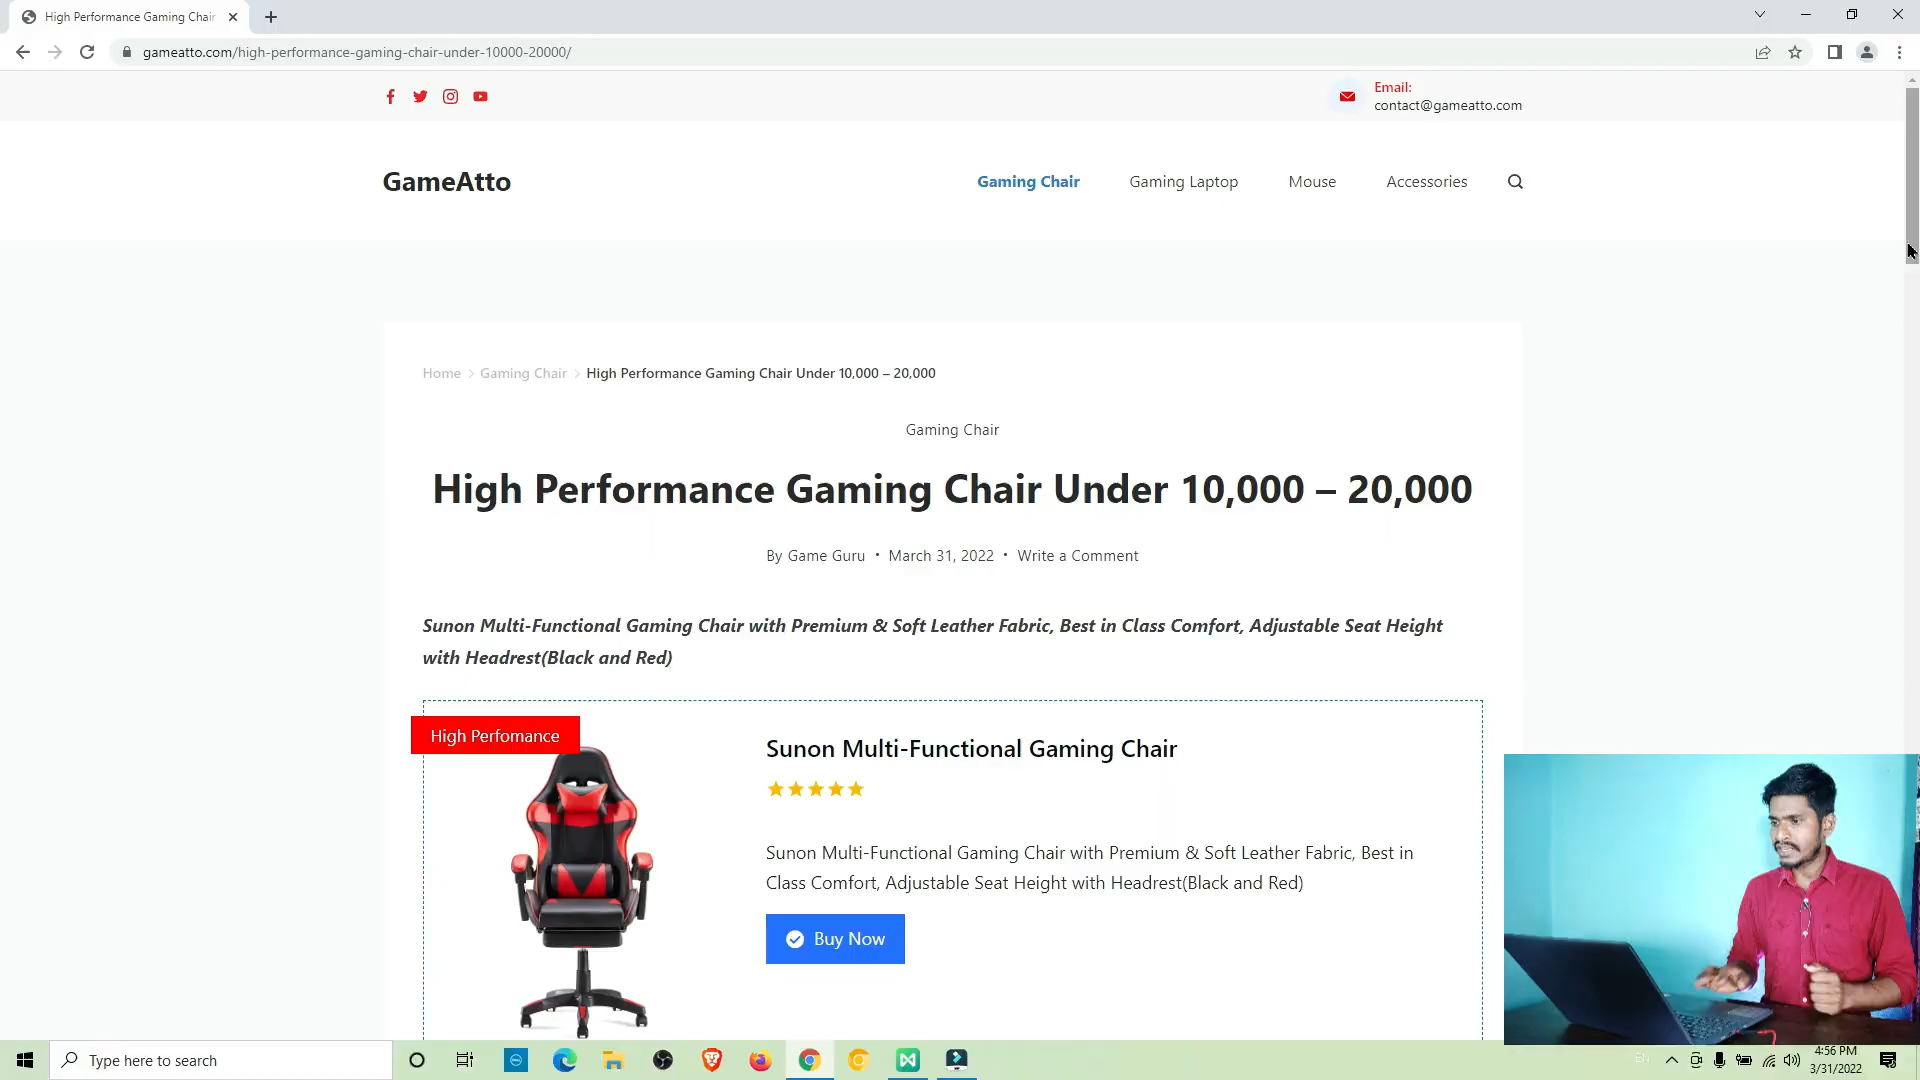 High Performance Gaming Chair
gameatto.com/high-performance-gaming-chair-under-10000-20000/
Email:
contact@gameatto.com
GameAtto
Gaming Chair
Gaming Laptop
Mouse
Accessories
Home > Gaming Chair > High Performance Gaming Chair Under 10,000 – 20,000
Gaming Chair
High Performance Gaming Chair Under 10,000 – 20,000
By Game Guru • March 31, 2022 • Write a Comment
Sunon Multi-Functional Gaming Chair with Premium & Soft Leather Fabric, Best in Class Comfort, Adjustable Seat Height
with Headrest(Black and Red)
High Perfomance
Sunon Multi-Functional Gaming Chair
Sunon Multi-Functional Gaming Chair with Premium & Soft Leather Fabric, Best in
Class Comfort, Adjustable Seat Height with Headrest(Black and Red)
Buy Now
Type here to search
4:56 PM
3/31/2022